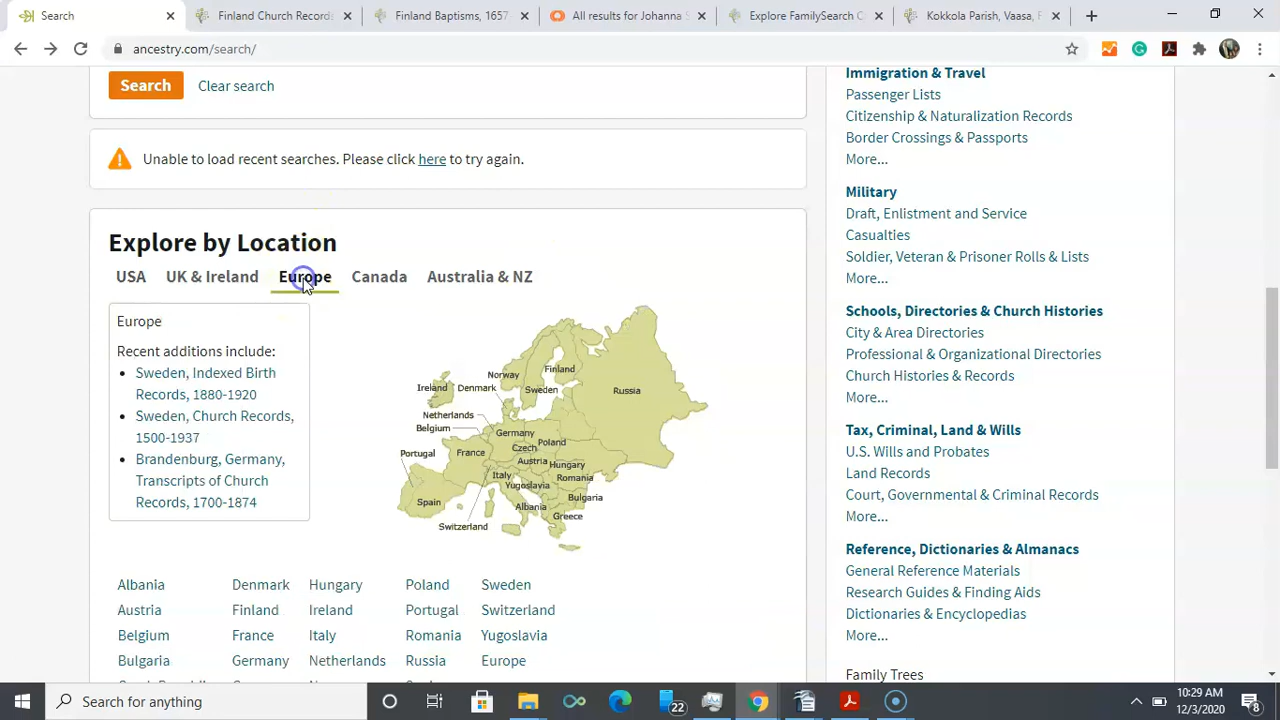 Search
Finland Church Records
Finland Baptisms, 1657
All results for Johanna S
Explore FamilySearch C
Kokkola Parish, Vaasa, F
ancestry.com/search/
Search
Clear search
Unable to load recent searches. Please click here to try again.
Explore by Location
USA
UK & Ireland
Europe
Canada
Australia & NZ
Europe
Recent additions include:
Sweden, Indexed Birth
Records, 1880-1920
Sweden, Church Records,
1500-1937
Brandenburg, Germany,
Transcripts of Church
Records, 1700-1874
Finland
Norway
Ireland
Denmark
Sweden
Russia
Netherlands
Belgium
Germany
Poland
Czech
Portugal
France
Austria
Hungary
Italy
Romania
Yugoslavia
Bulgaria
Spain
Albania
Greece
Switzerland
Albania
Denmark
Hungary
Poland
Sweden
Austria
Finland
Ireland
Portugal
Switzerland
Belgium
France
Italy
Romania
Yugoslavia
Bulgaria
Germany
Netherlands
Russia
Europe
Immigration & Travel
Passenger Lists
Citizenship & Naturalization Records
Border Crossings & Passports
More...
Military
Draft, Enlistment and Service
Casualties
Soldier, Veteran & Prisoner Rolls & Lists
More...
Schools, Directories & Church Histories
City & Area Directories
Professional & Organizational Directories
Church Histories & Records
More...
Tax, Criminal, Land & Wills
U.S. Wills and Probates
Land Records
Court, Governmental & Criminal Records
More...
Reference, Dictionaries & Almanacs
General Reference Materials
Research Guides & Finding Aids
Dictionaries & Encyclopedias
More...
Family Trees
Search for anything
22
10:29 AM
12/3/2020
8